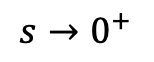 s → 0⁺